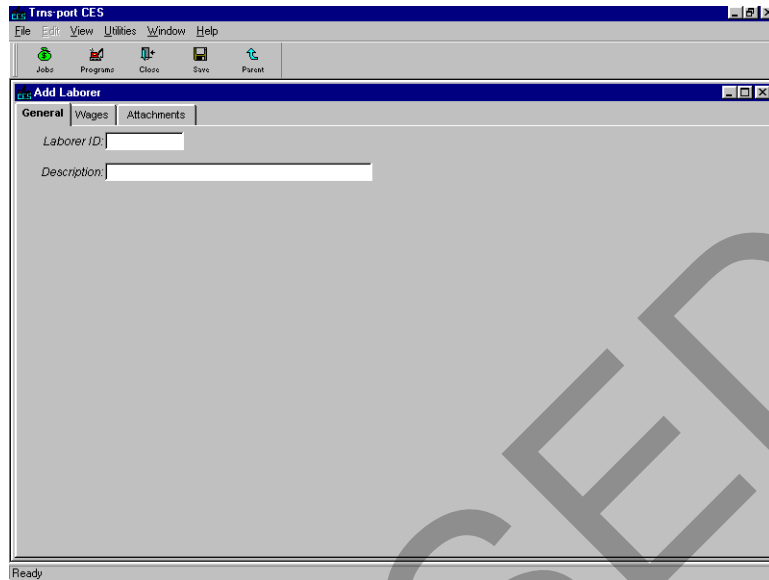 Trns·port CES
File Edit View Utilities Window Help
Jobs Programs Close Save Parent
Add Laborer
General Wages Attachments
Laborer ID:
Description:
Ready
SED